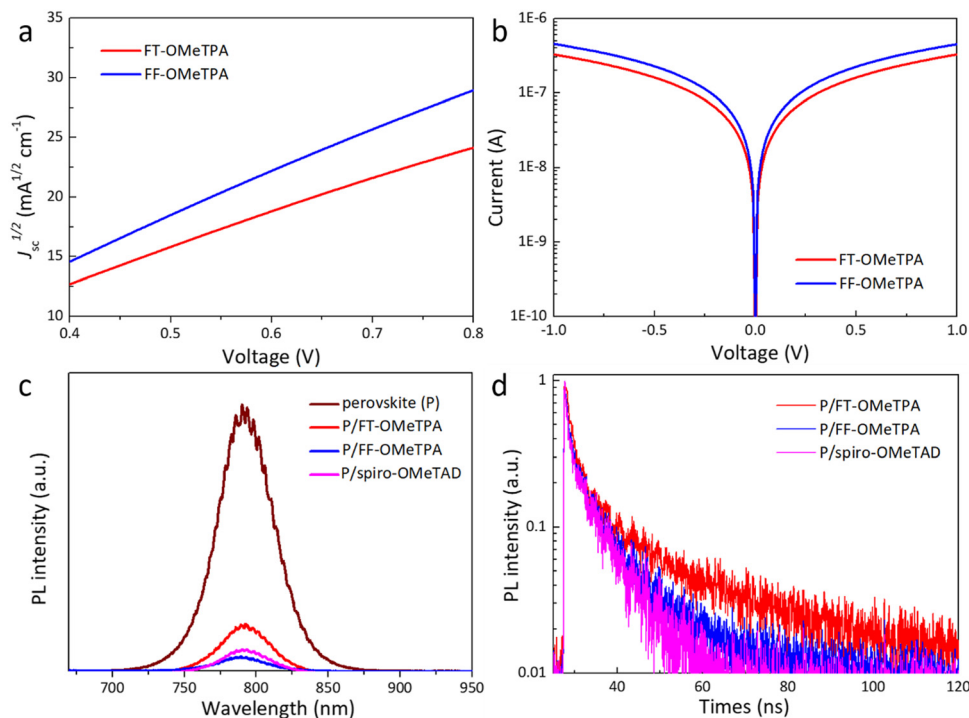 a
FT-OMeTPA
FF-OMeTPA
J_sc^1/2 (mA^1/2 cm^-1)
35
30
25
20
15
10
0.4 0.5 0.6 0.7 0.8
Voltage (V)
b
Current (A)
1E-6
1E-7
1E-8
1E-9
1E-10
FT-OMeTPA
FF-OMeTPA
-1.0 -0.5 0.0 0.5 1.0
Voltage (V)
c
perovskite (P)
P/FT-OMeTPA
P/FF-OMeTPA
P/spiro-OMeTAD
PL intensity (a.u.)
700 750 800 850 900 950
Wavelength (nm)
d
P/FT-OMeTPA
P/FF-OMeTPA
P/spiro-OMeTAD
PL intensity (a.u.)
1
0.1
0.01
40 60 80 100 120
Times (ns)